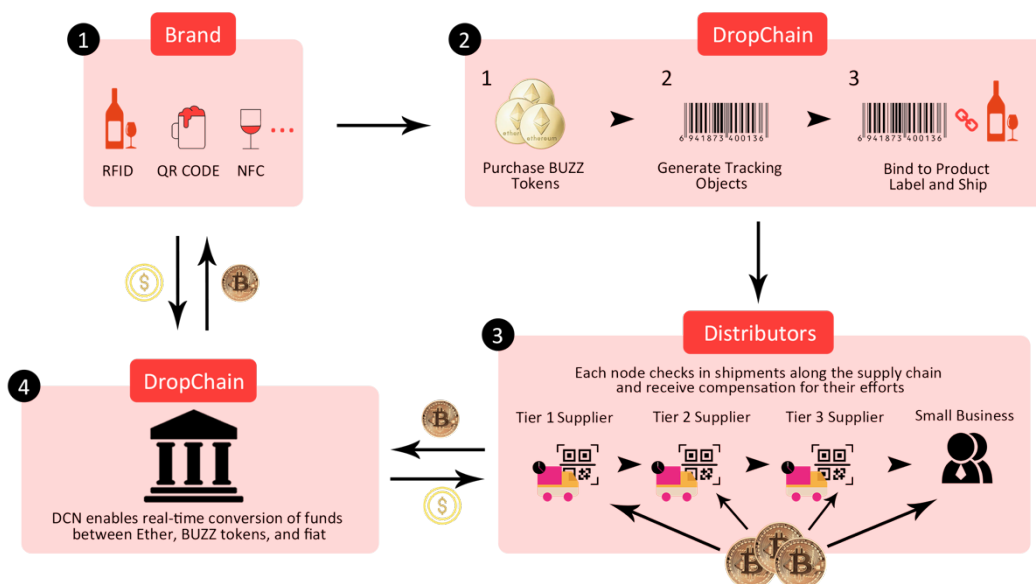 1
Brand
RFID
QR CODE
NFC
2
DropChain
1
2
3
ethereum
6 941873 400136
6 941873 400136
Purchase BUZZ
Tokens
Generate Tracking
Objects
Bind to Product
Label and Ship
$
B
3
Distributors
Each node checks in shipments along the supply chain
and receive compensation for their efforts
Tier 1 Supplier
Tier 2 Supplier
Tier 3 Supplier
Small Business
4
DropChain
DCN enables real-time conversion of funds
between Ether, BUZZ tokens, and fiat
B
$
B
B
B